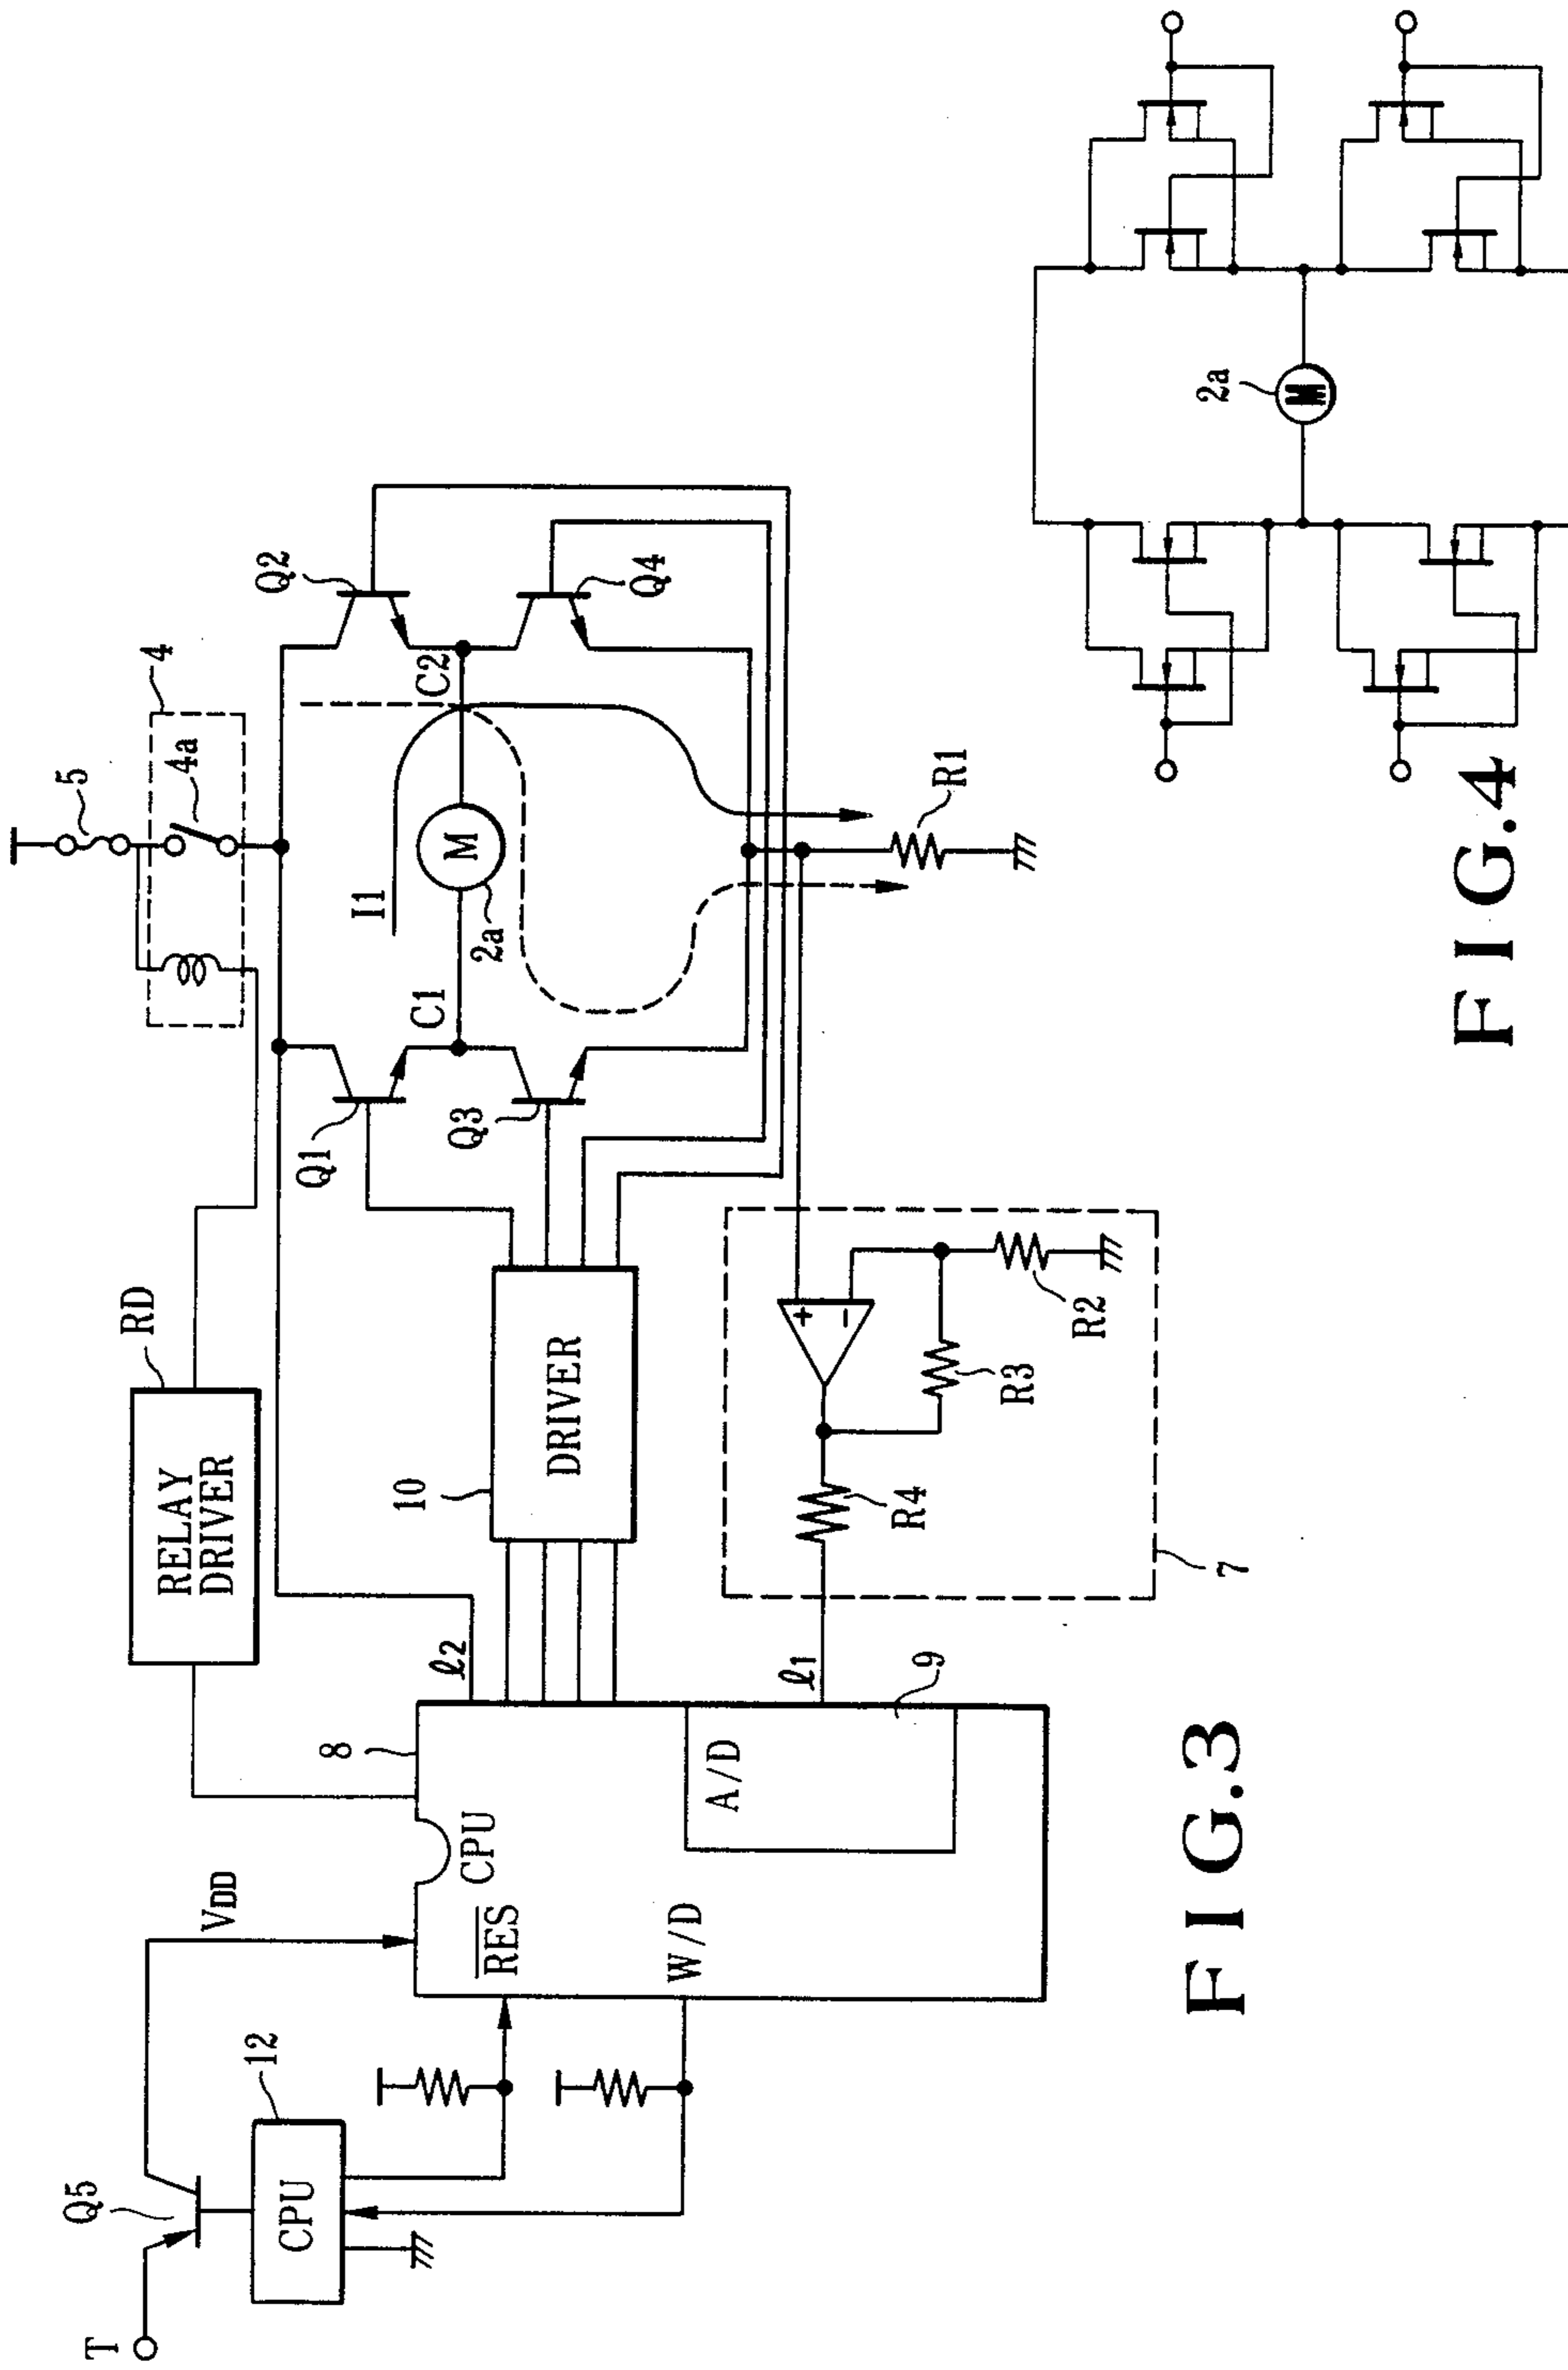 T
Q5
12
CPU
VDD
RES
W/D
CPU
8
A/D
9
ℓ2
ℓ1
RELAY
DRIVER
RD
10
DRIVER
7
R4
R3
R2
5
4
4a
Q1
Q2
Q3
Q4
C1
C2
I1
M
2a
R1
FIG.3
2a
M
FIG.4